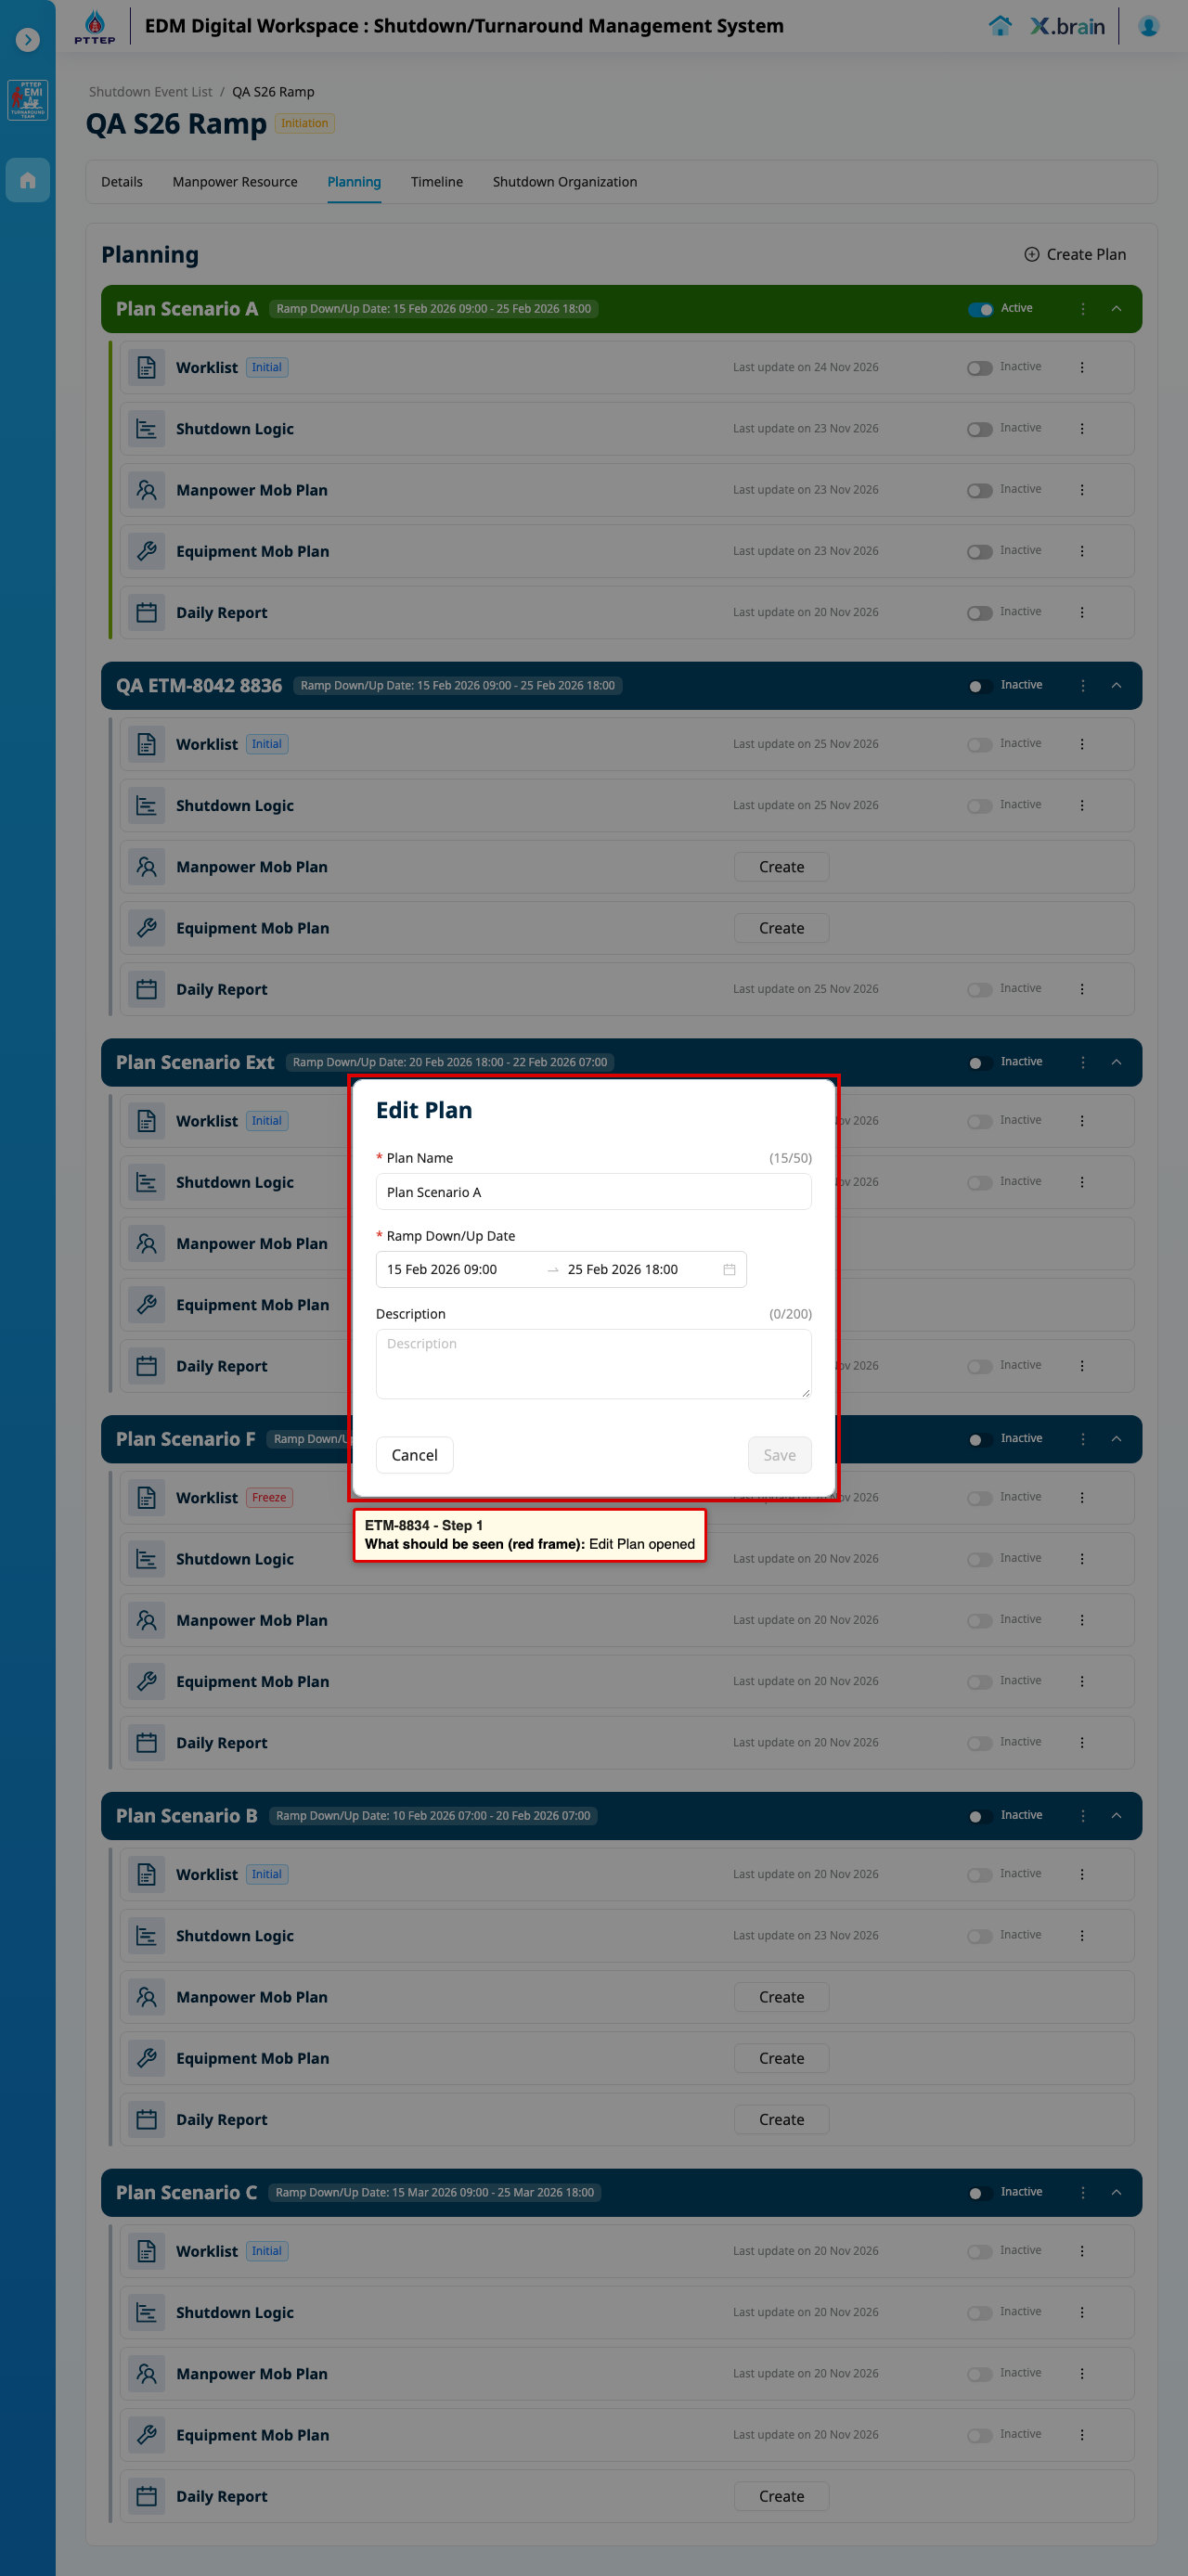 PTTEP
EDM Digital Workspace : Shutdown/Turnaround Management System
X.brain
PTTEP
EMI
TURNAROUND
TEAM
Shutdown Event List / QA S26 Ramp
QA S26 Ramp Initiation
Details Manpower Resource Planning Timeline Shutdown Organization
Planning Create Plan
Plan Scenario A Ramp Down/Up Date: 15 Feb 2026 09:00 - 25 Feb 2026 18:00 Active
Worklist Initial Last update on 24 Nov 2026 Inactive
Shutdown Logic Last update on 23 Nov 2026 Inactive
Manpower Mob Plan Last update on 23 Nov 2026 Inactive
Equipment Mob Plan Last update on 23 Nov 2026 Inactive
Daily Report Last update on 20 Nov 2026 Inactive
QA ETM-8042 8836 Ramp Down/Up Date: 15 Feb 2026 09:00 - 25 Feb 2026 18:00 Inactive
Worklist Initial Last update on 25 Nov 2026 Inactive
Shutdown Logic Last update on 25 Nov 2026 Inactive
Manpower Mob Plan Create
Equipment Mob Plan Create
Daily Report Last update on 25 Nov 2026 Inactive
Plan Scenario Ext Ramp Down/Up Date: 20 Feb 2026 18:00 - 22 Feb 2026 07:00 Inactive
Worklist Initial Nov 2026 Inactive
Shutdown Logic Nov 2026 Inactive
Manpower Mob Plan
Equipment Mob Plan
Daily Report Nov 2026 Inactive
Edit Plan
* Plan Name (15/50)
Plan Scenario A
* Ramp Down/Up Date
15 Feb 2026 09:00 → 25 Feb 2026 18:00
Description (0/200)
Description
Cancel Save
ETM-8834 - Step 1
What should be seen (red frame): Edit Plan opened
Plan Scenario F Ramp Down/U Inactive
Worklist Freeze Nov 2026 Inactive
Shutdown Logic Last update on 20 Nov 2026 Inactive
Manpower Mob Plan Last update on 20 Nov 2026 Inactive
Equipment Mob Plan Last update on 20 Nov 2026 Inactive
Daily Report Last update on 20 Nov 2026 Inactive
Plan Scenario B Ramp Down/Up Date: 10 Feb 2026 07:00 - 20 Feb 2026 07:00 Inactive
Worklist Initial Last update on 20 Nov 2026 Inactive
Shutdown Logic Last update on 23 Nov 2026 Inactive
Manpower Mob Plan Create
Equipment Mob Plan Create
Daily Report Create
Plan Scenario C Ramp Down/Up Date: 15 Mar 2026 09:00 - 25 Mar 2026 18:00 Inactive
Worklist Initial Last update on 20 Nov 2026 Inactive
Shutdown Logic Last update on 20 Nov 2026 Inactive
Manpower Mob Plan Last update on 20 Nov 2026 Inactive
Equipment Mob Plan Last update on 20 Nov 2026 Inactive
Daily Report Create